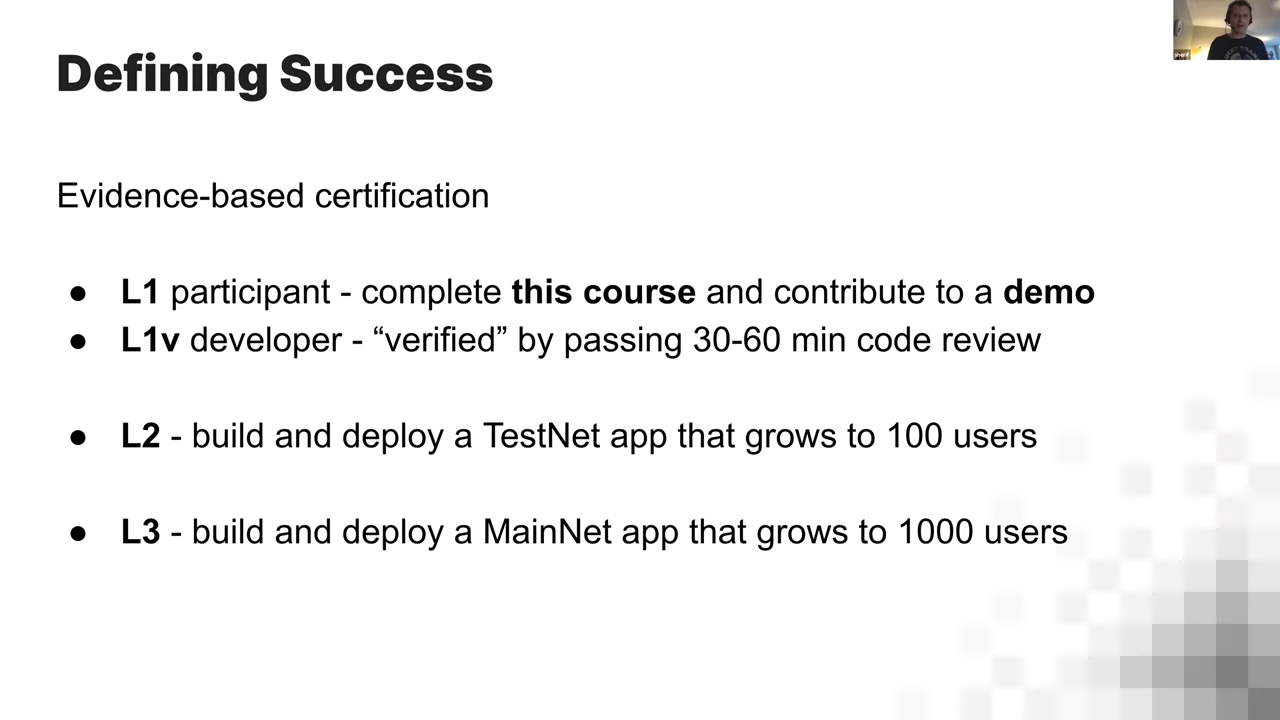 Defining Success
Evidence-based certification
● L1 participant - complete this course and contribute to a demo
● L1v developer - “verified” by passing 30-60 min code review
● L2 - build and deploy a TestNet app that grows to 100 users
● L3 - build and deploy a MainNet app that grows to 1000 users